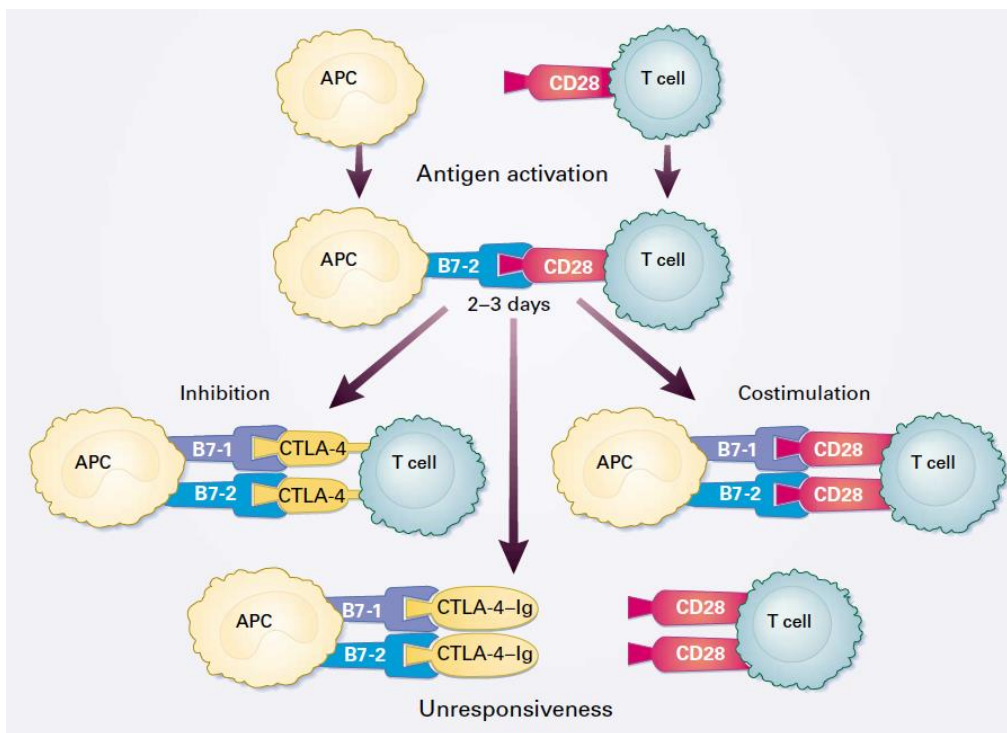 APC
CD28
T cell
Antigen activation
APC
B7-2
CD28
T cell
2–3 days
Inhibition
Costimulation
APC
B7-1
CTLA-4
B7-2
CTLA-4
T cell
APC
B7-1
CD28
B7-2
CD28
T cell
APC
B7-1
CTLA-4–Ig
B7-2
CTLA-4–Ig
CD28
CD28
T cell
Unresponsiveness